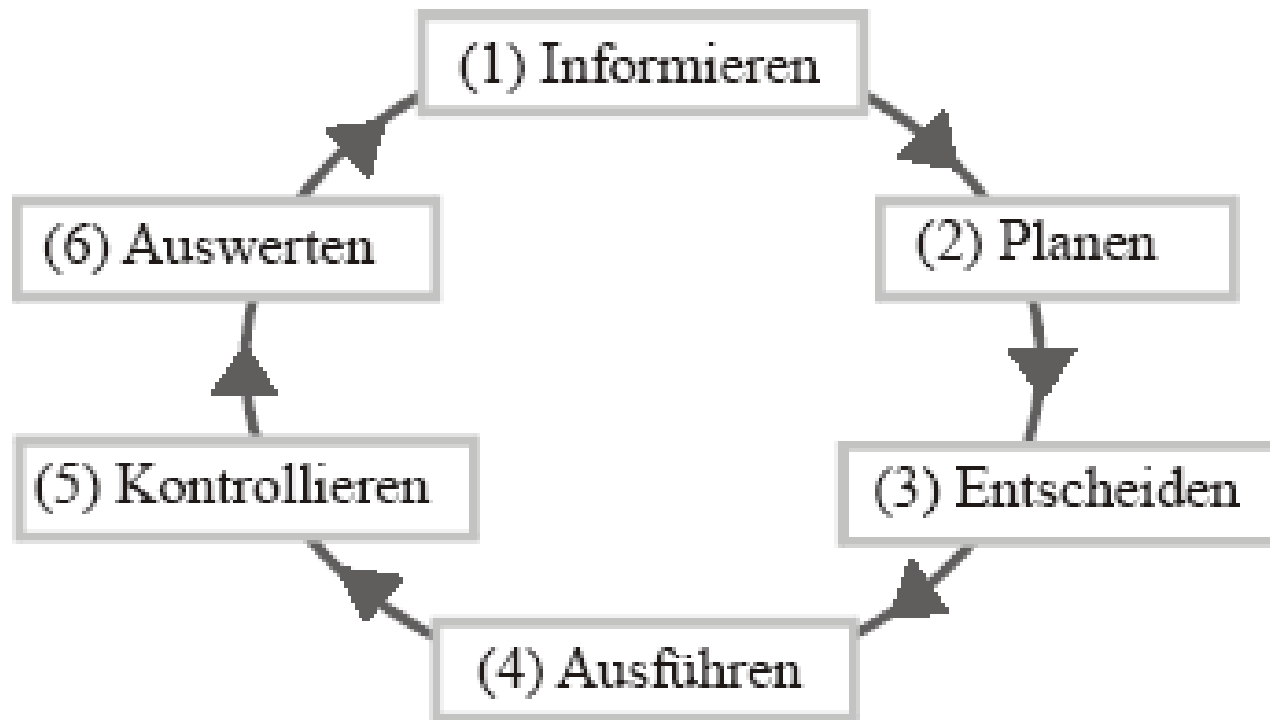 (1) Informieren
(2) Planen
(3) Entscheiden
(4) Ausführen
(5) Kontrollieren
(6) Auswerten